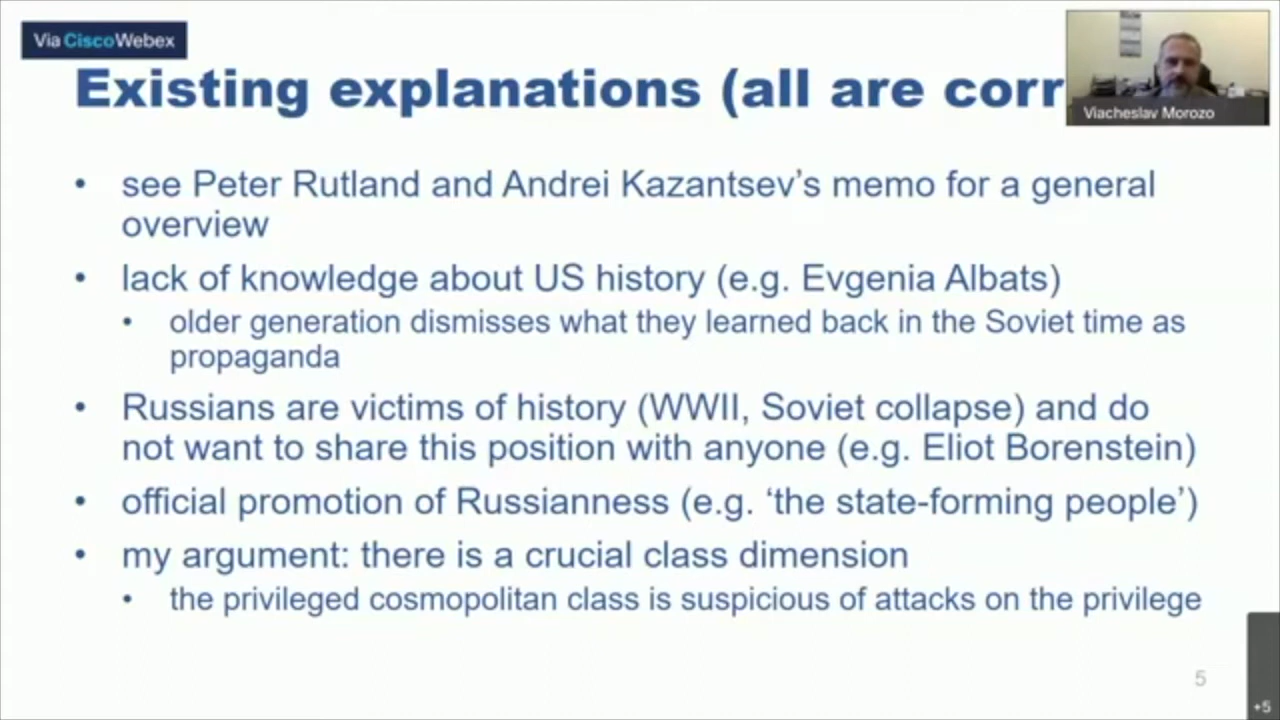 Via CiscoWebex
Existing explanations (all are corr
Viacheslav Morozo
• see Peter Rutland and Andrei Kazantsev’s memo for a general
overview
• lack of knowledge about US history (e.g. Evgenia Albats)
• older generation dismisses what they learned back in the Soviet time as
propaganda
• Russians are victims of history (WWII, Soviet collapse) and do
not want to share this position with anyone (e.g. Eliot Borenstein)
• official promotion of Russianness (e.g. ‘the state-forming people’)
• my argument: there is a crucial class dimension
• the privileged cosmopolitan class is suspicious of attacks on the privilege
5
+5